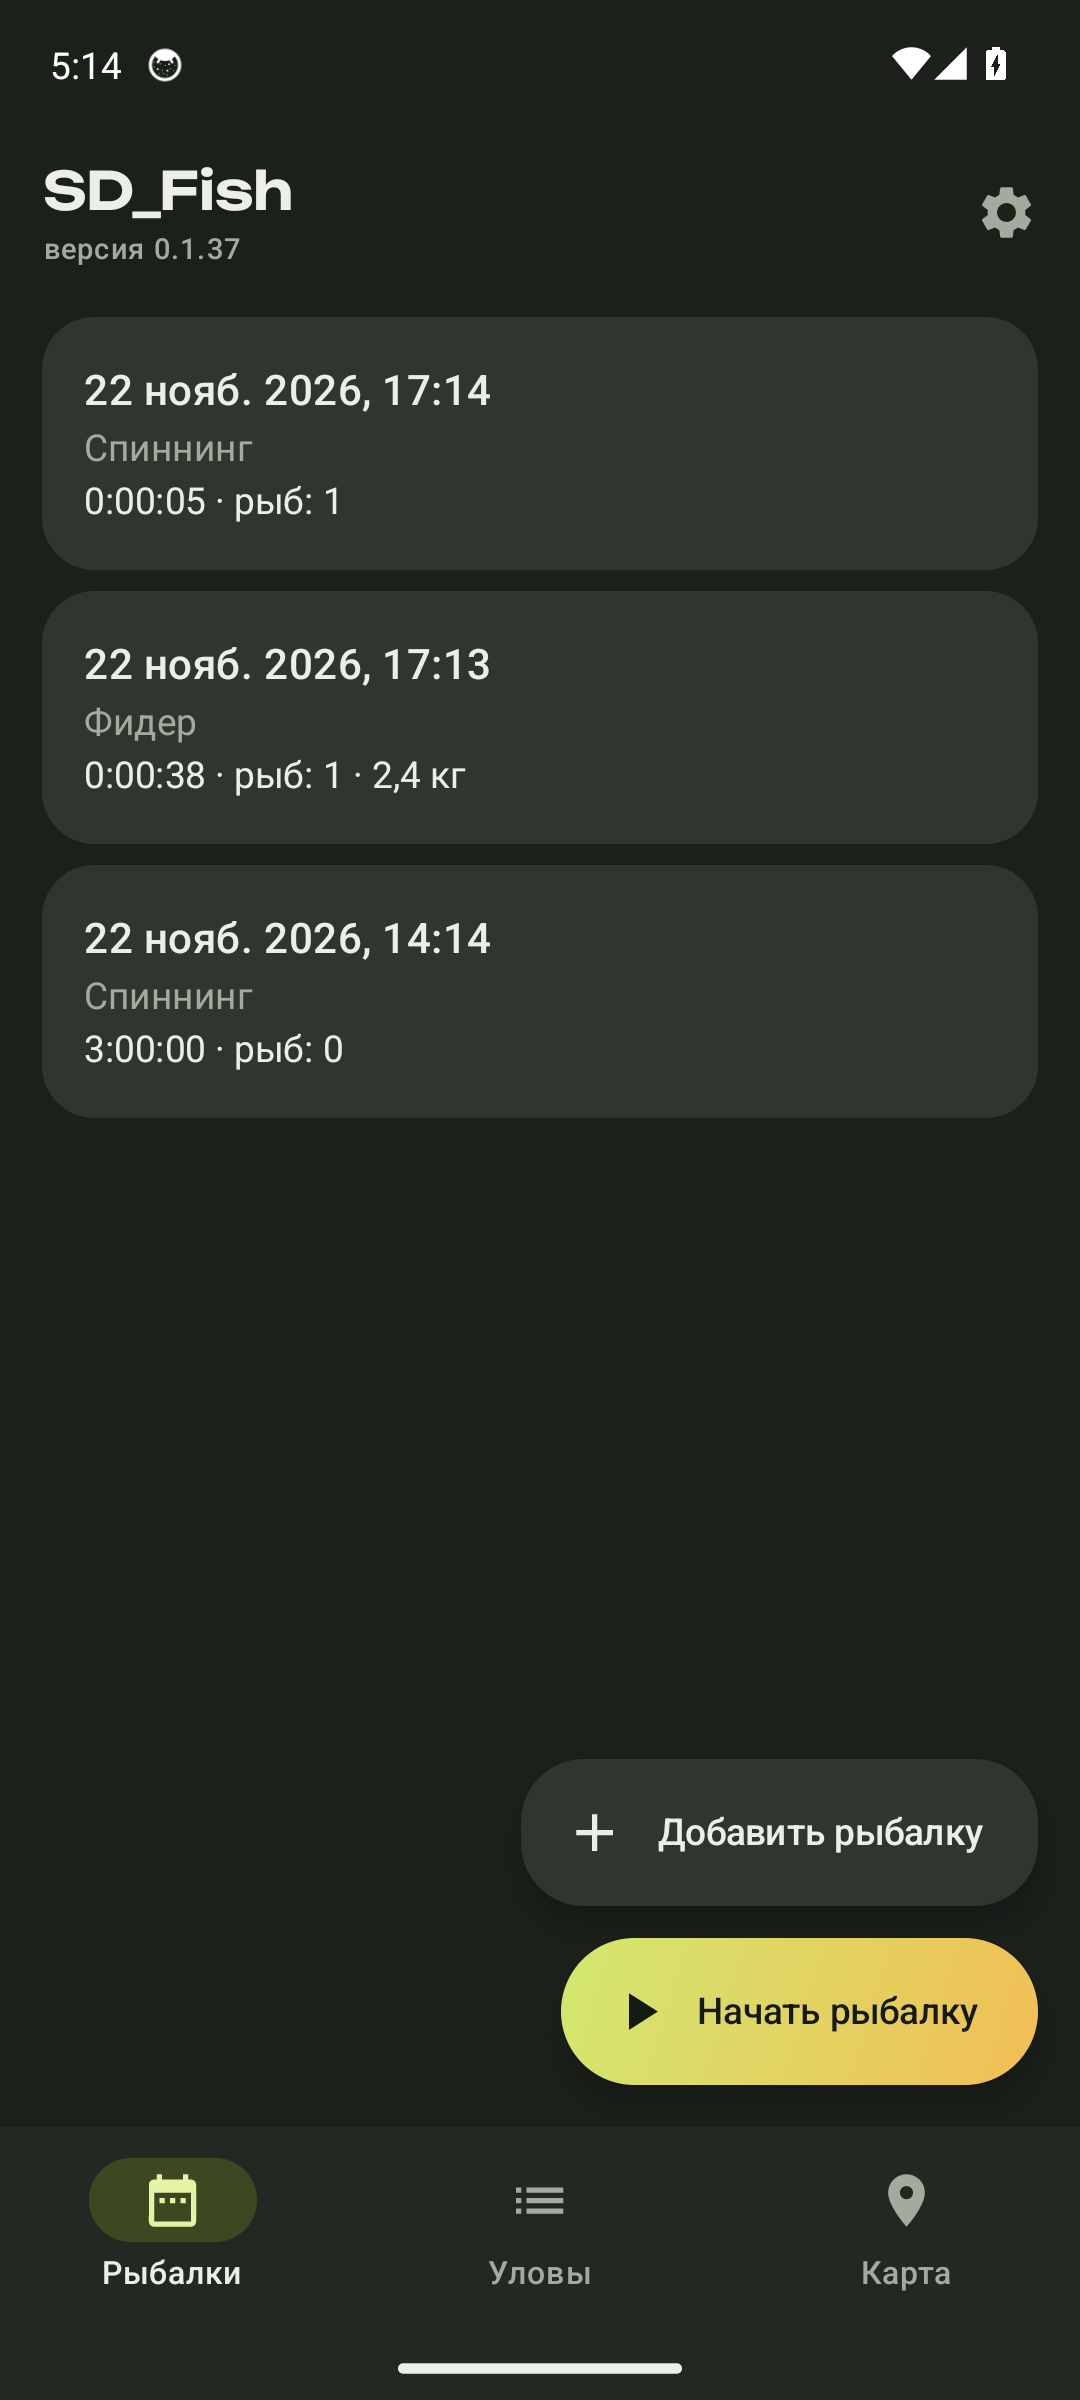 5:14
SD_Fish
версия 0.1.37
22 нояб. 2026, 17:14
Спиннинг
0:00:05 · рыб: 1
22 нояб. 2026, 17:13
Фидер
0:00:38 · рыб: 1 · 2,4 кг
22 нояб. 2026, 14:14
Спиннинг
3:00:00 · рыб: 0
Добавить рыбалку
Начать рыбалку
Рыбалки
Уловы
Карта